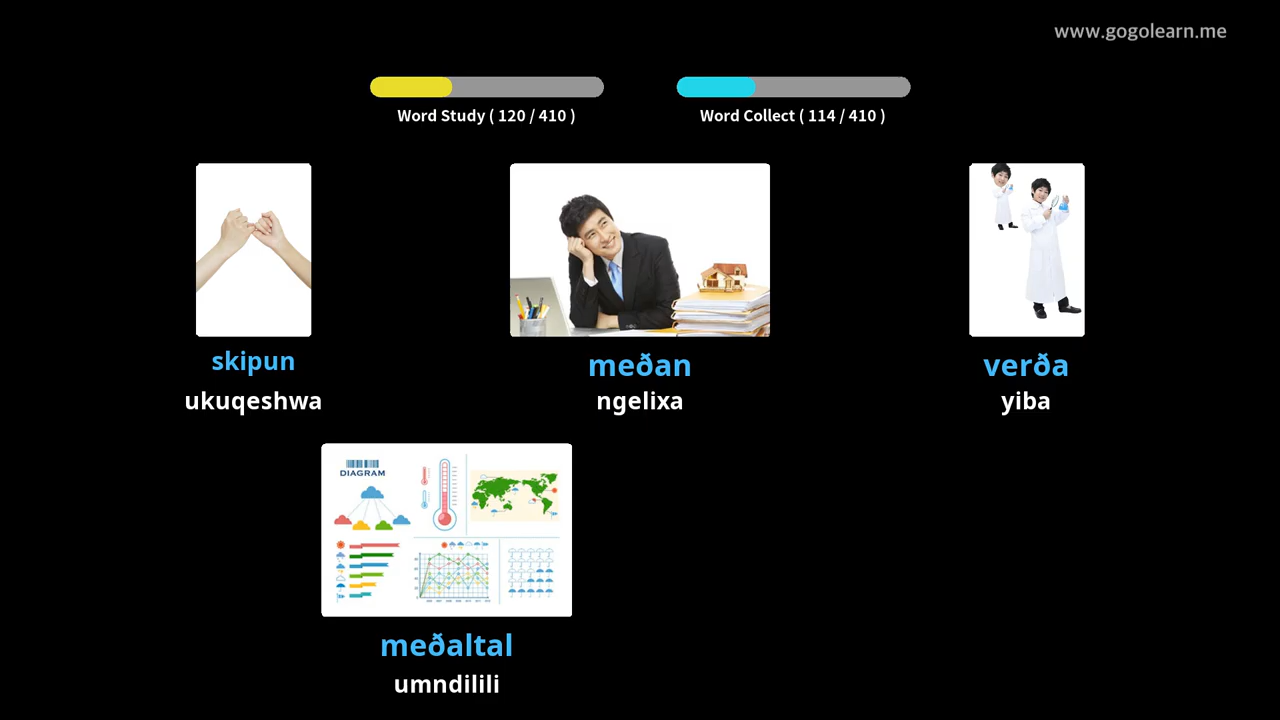 www.gogolearn.me
Word Study ( 120 / 410 )
Word Collect ( 114 / 410 )
skipun
ukuqeshwa
meðan
ngelixa
verða
yiba
DIAGRAM
meðaltal
umndilili